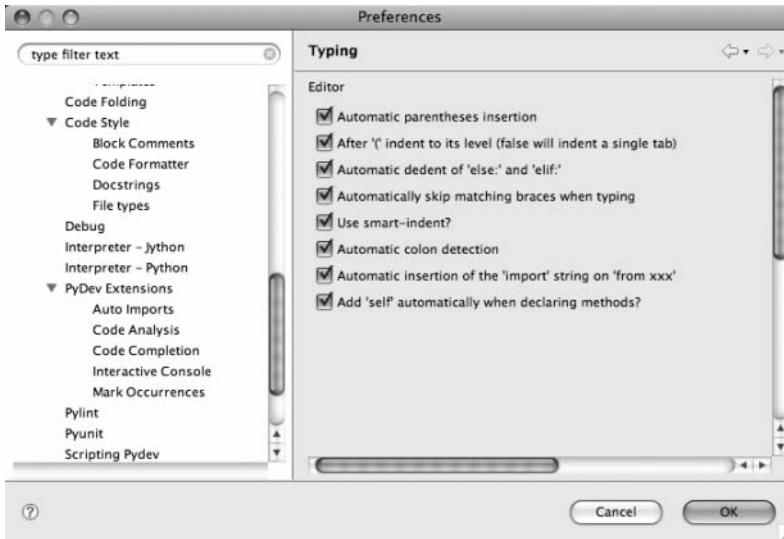 Preferences
type filter text
Code Folding
Code Style
Block Comments
Code Formatter
Docstrings
File types
Debug
Interpreter – Jython
Interpreter – Python
PyDev Extensions
Auto Imports
Code Analysis
Code Completion
Interactive Console
Mark Occurrences
Pylint
Pyunit
Scripting Pydev
Typing
Editor
Automatic parentheses insertion
After '(' indent to its level (false will indent a single tab)
Automatic dedent of 'else:' and 'elif:'
Automatically skip matching braces when typing
Use smart-indent?
Automatic colon detection
Automatic insertion of the 'import' string on 'from xxx'
Add 'self' automatically when declaring methods?
?
Cancel
OK